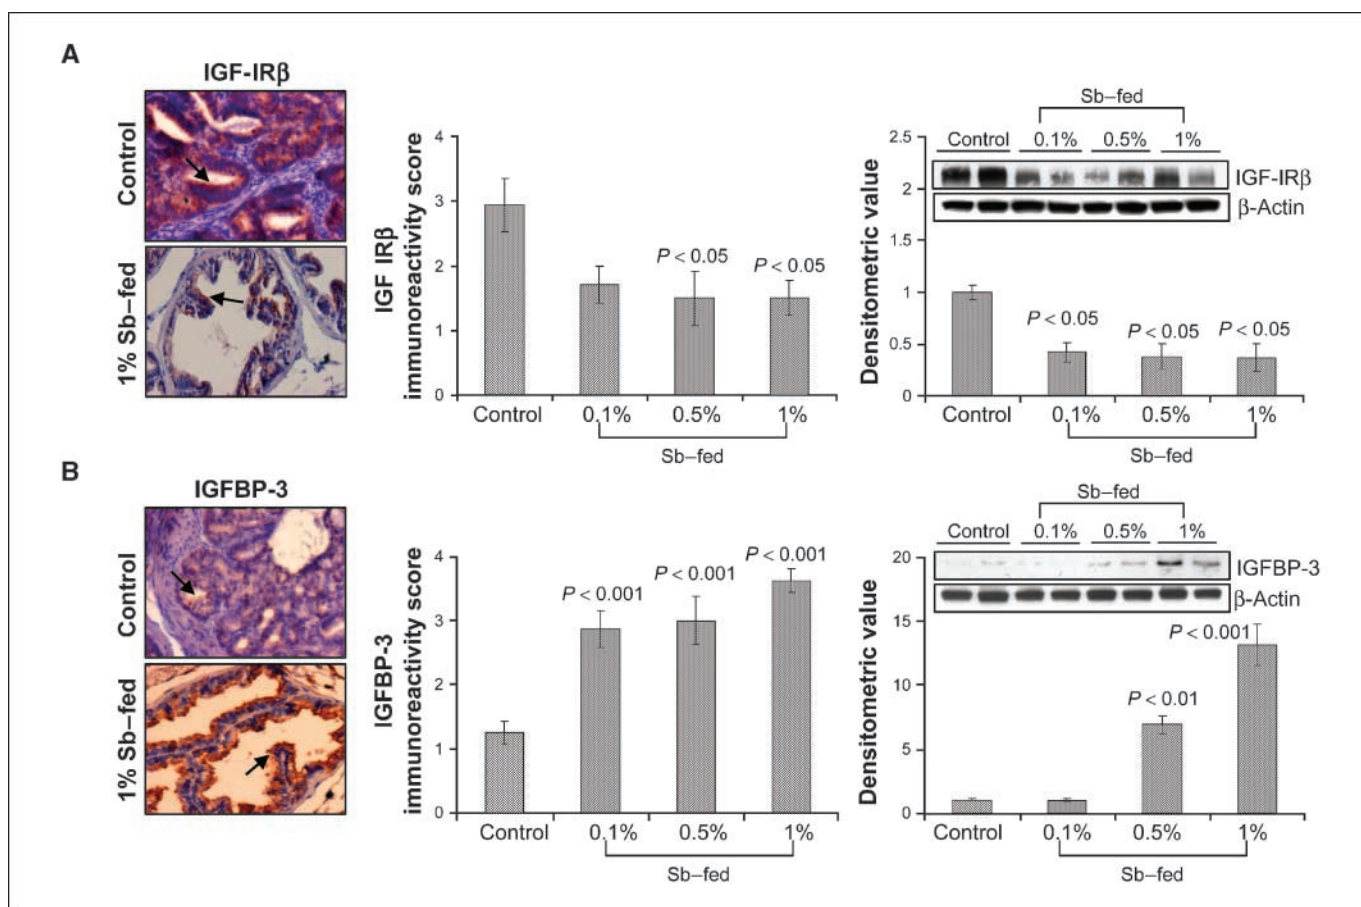 A
IGF-IRβ
Control
1% Sb–fed
IGF IRβ
immunoreactivity score
4
3
2
1
0
P < 0.05
P < 0.05
Control
0.1%
0.5%
1%
Sb–fed
Densitometric value
Sb–fed
Control
0.1%
0.5%
1%
IGF-IRβ
β-Actin
2.5
2
1.5
1
0.5
0
P < 0.05
P < 0.05
P < 0.05
Control
0.1%
0.5%
1%
Sb–fed
B
IGFBP-3
Control
1% Sb–fed
IGFBP-3
immunoreactivity score
4
3
2
1
0
P < 0.001
P < 0.001
P < 0.001
Control
0.1%
0.5%
1%
Sb–fed
Densitometric value
Sb–fed
Control
0.1%
0.5%
1%
IGFBP-3
β-Actin
20
15
10
5
0
P < 0.01
P < 0.001
Control
0.1%
0.5%
1%
Sb–fed